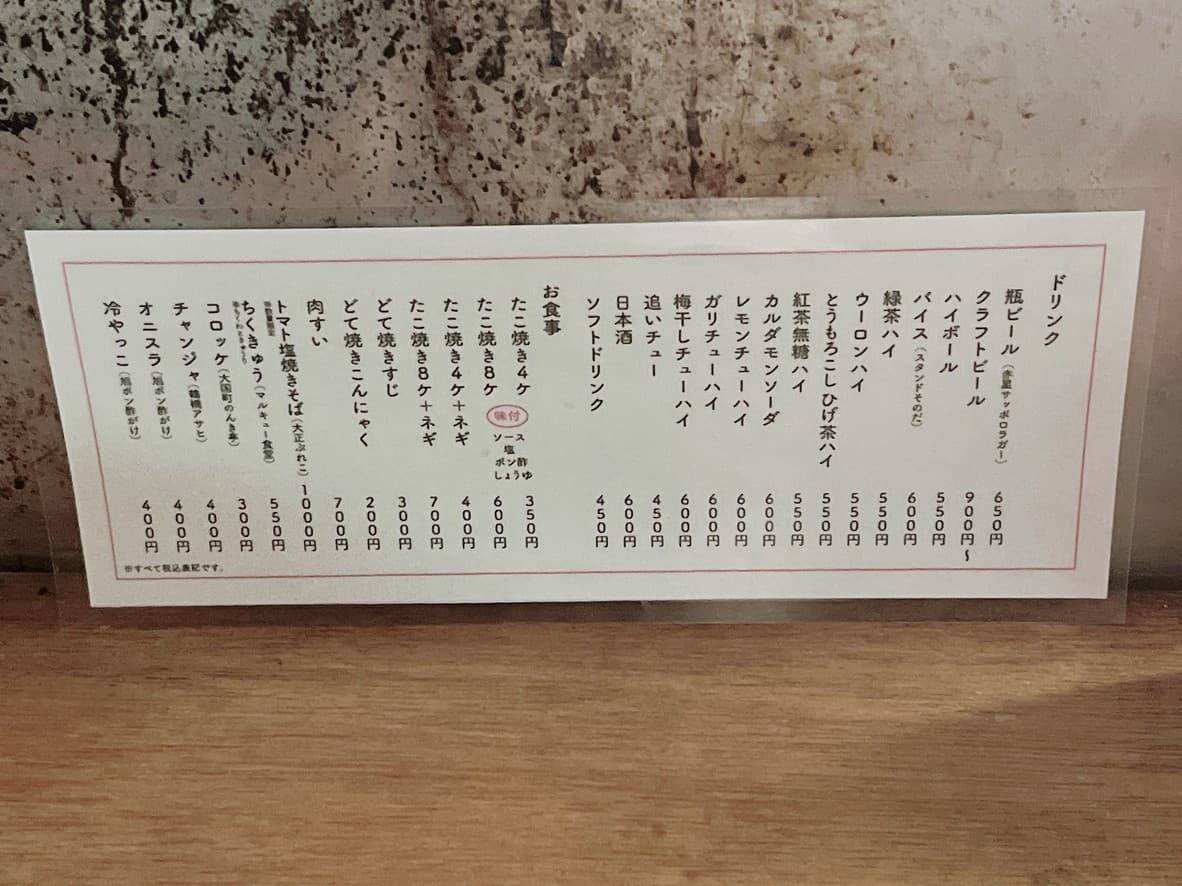 ドリンク
瓶ビール（赤星サッポロラガー） 650円
クラフトビール 900円～
ハイボール 550円
バイス（スタンドそのだ） 600円
緑茶ハイ 550円
ウーロンハイ 550円
とうもろこしひげ茶ハイ 550円
紅茶無糖ハイ 550円
カルダモンソーダ 600円
レモンチューハイ 600円
ガリチューハイ 600円
梅干しチューハイ 600円
追いチュー 450円
日本酒 600円
ソフトドリンク 450円
お食事
たこ焼き4ケ 350円
たこ焼き8ケ 600円
味付
ソース
塩
ポン酢
しょうゆ
たこ焼き4ケ＋ネギ 400円
たこ焼き8ケ＋ネギ 700円
どて焼きすじ 300円
どて焼きこんにゃく 200円
肉すい 700円
トマト塩焼きそば（大正ぷれこ） 1000円
※数量限定
ちくきゅう（マルキュー食堂） 550円
※ちくわときゅうり
コロッケ（大国町のんき亭） 300円
チャンジャ（鶴橋アサヒ） 400円
オニスラ（旭ポン酢がけ） 400円
冷やっこ（旭ポン酢がけ） 400円
※すべて税込表記です。